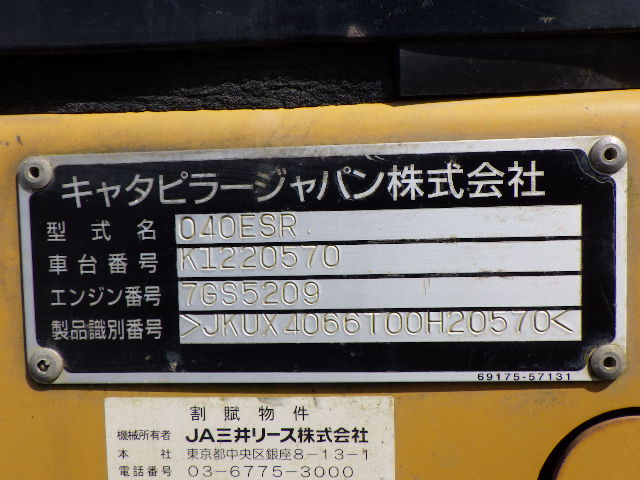 キャタピラージャパン株式会社
型式名 040ESR
車台番号 K1220570
エンジン番号 7GS5209
製品識別番号 >JKUX4066T00H20570<
69175-57131
割賦物件
機械所有者 JA三井リース株式会社
本社 東京都中央区銀座8-13-1
電話番号 03-6775-3000